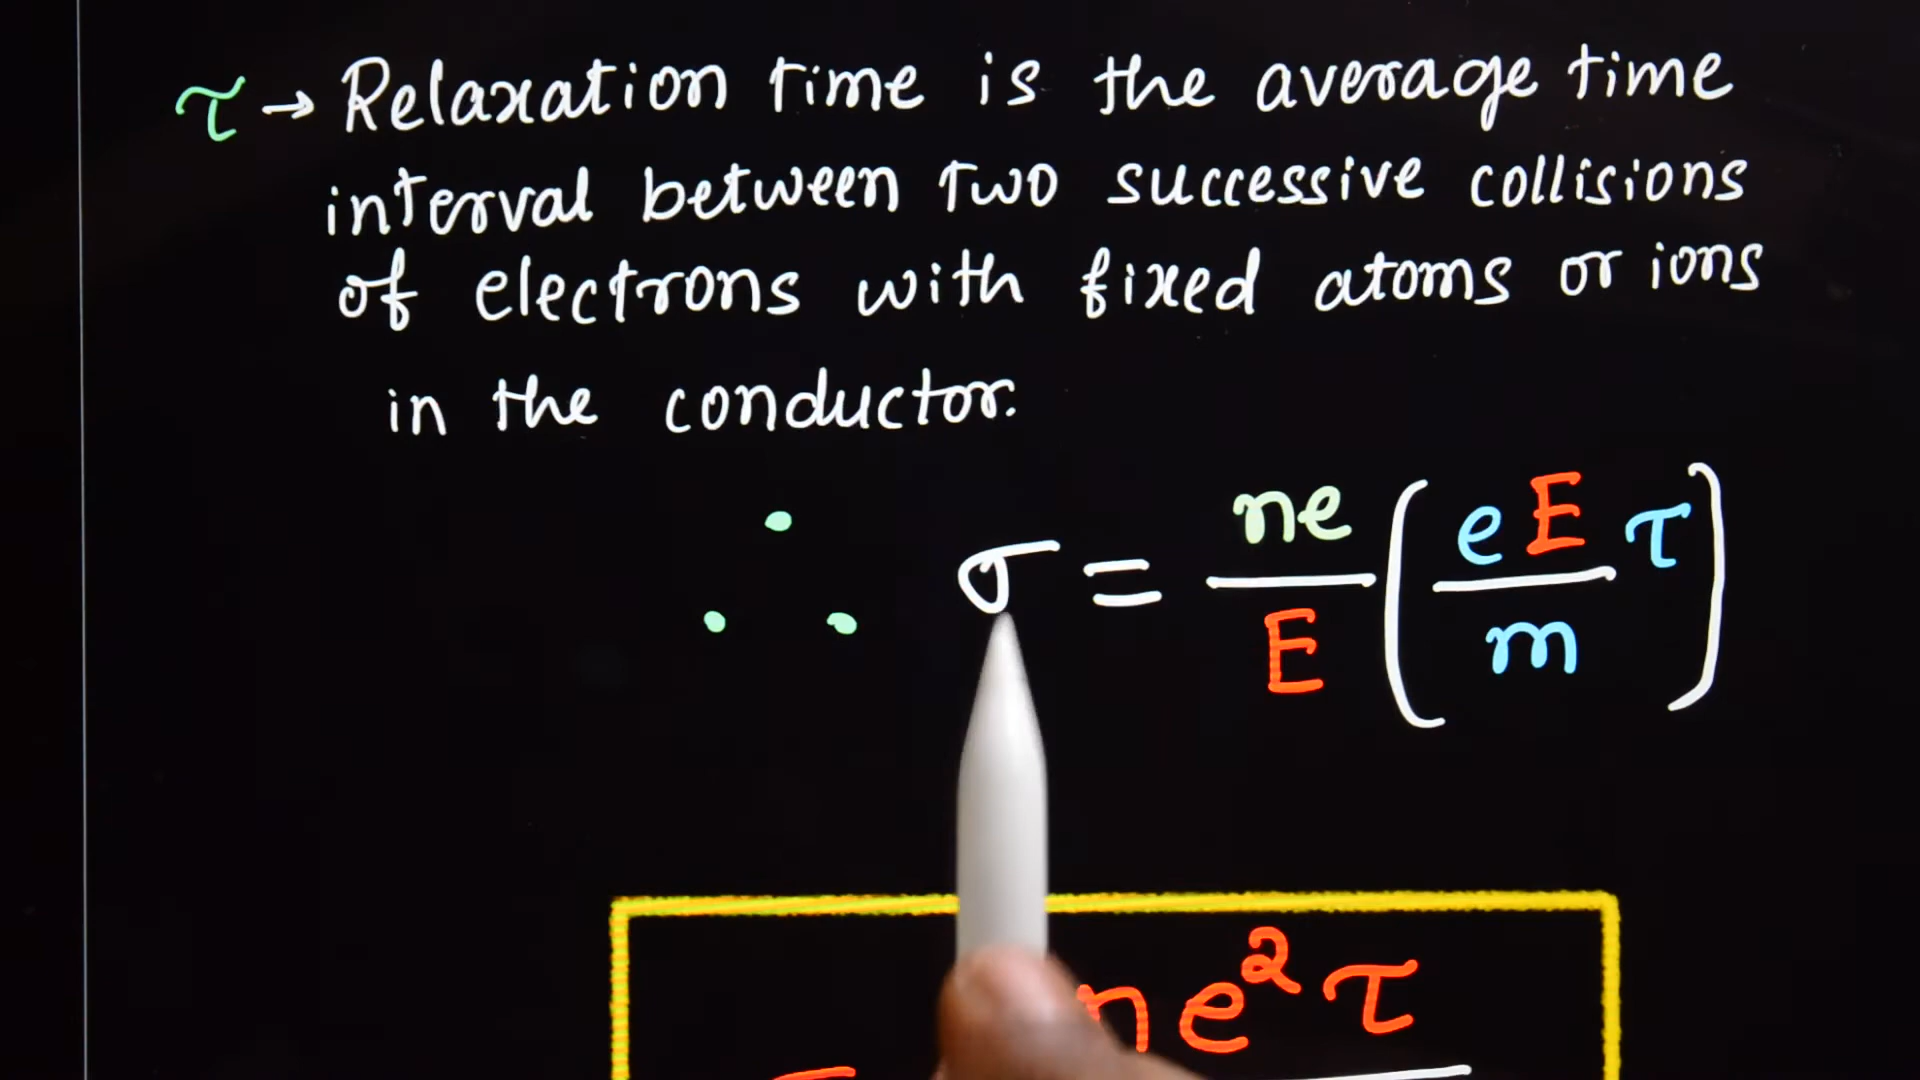 τ → Relaxation time is the average time
interval between two successive collisions
of electrons with fixed atoms or ions
in the conductor.
∴ σ = ne/E (eE/m τ)
ne²τ